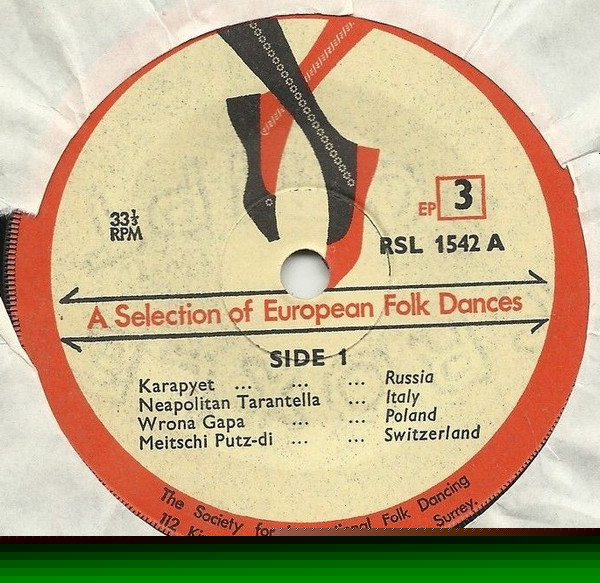 33⅓
RPM
EP 3
RSL 1542 A
A Selection of European Folk Dances
SIDE 1
Karapyet ... ... ... Russia
Neapolitan Tarantella ... Italy
Wrona Gapa ... ... Poland
Meitschi Putz-di ... ... Switzerland
The Society for Folk Dancing
112 Surrey.